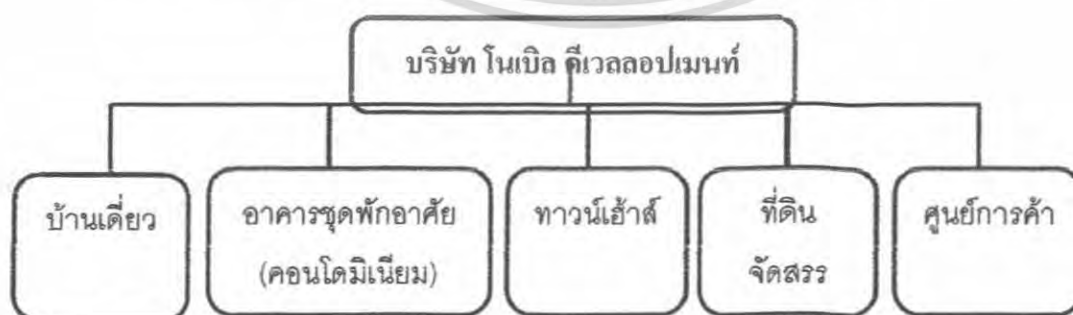 บริษัท โนเบิล ดีเวลลอปเมนท์
บ้านเดี่ยว
อาคารชุดพักอาศัย
(คอนโดมิเนียม)
ทาวน์เฮ้าส์
ที่ดิน
จัดสรร
ศูนย์การค้า